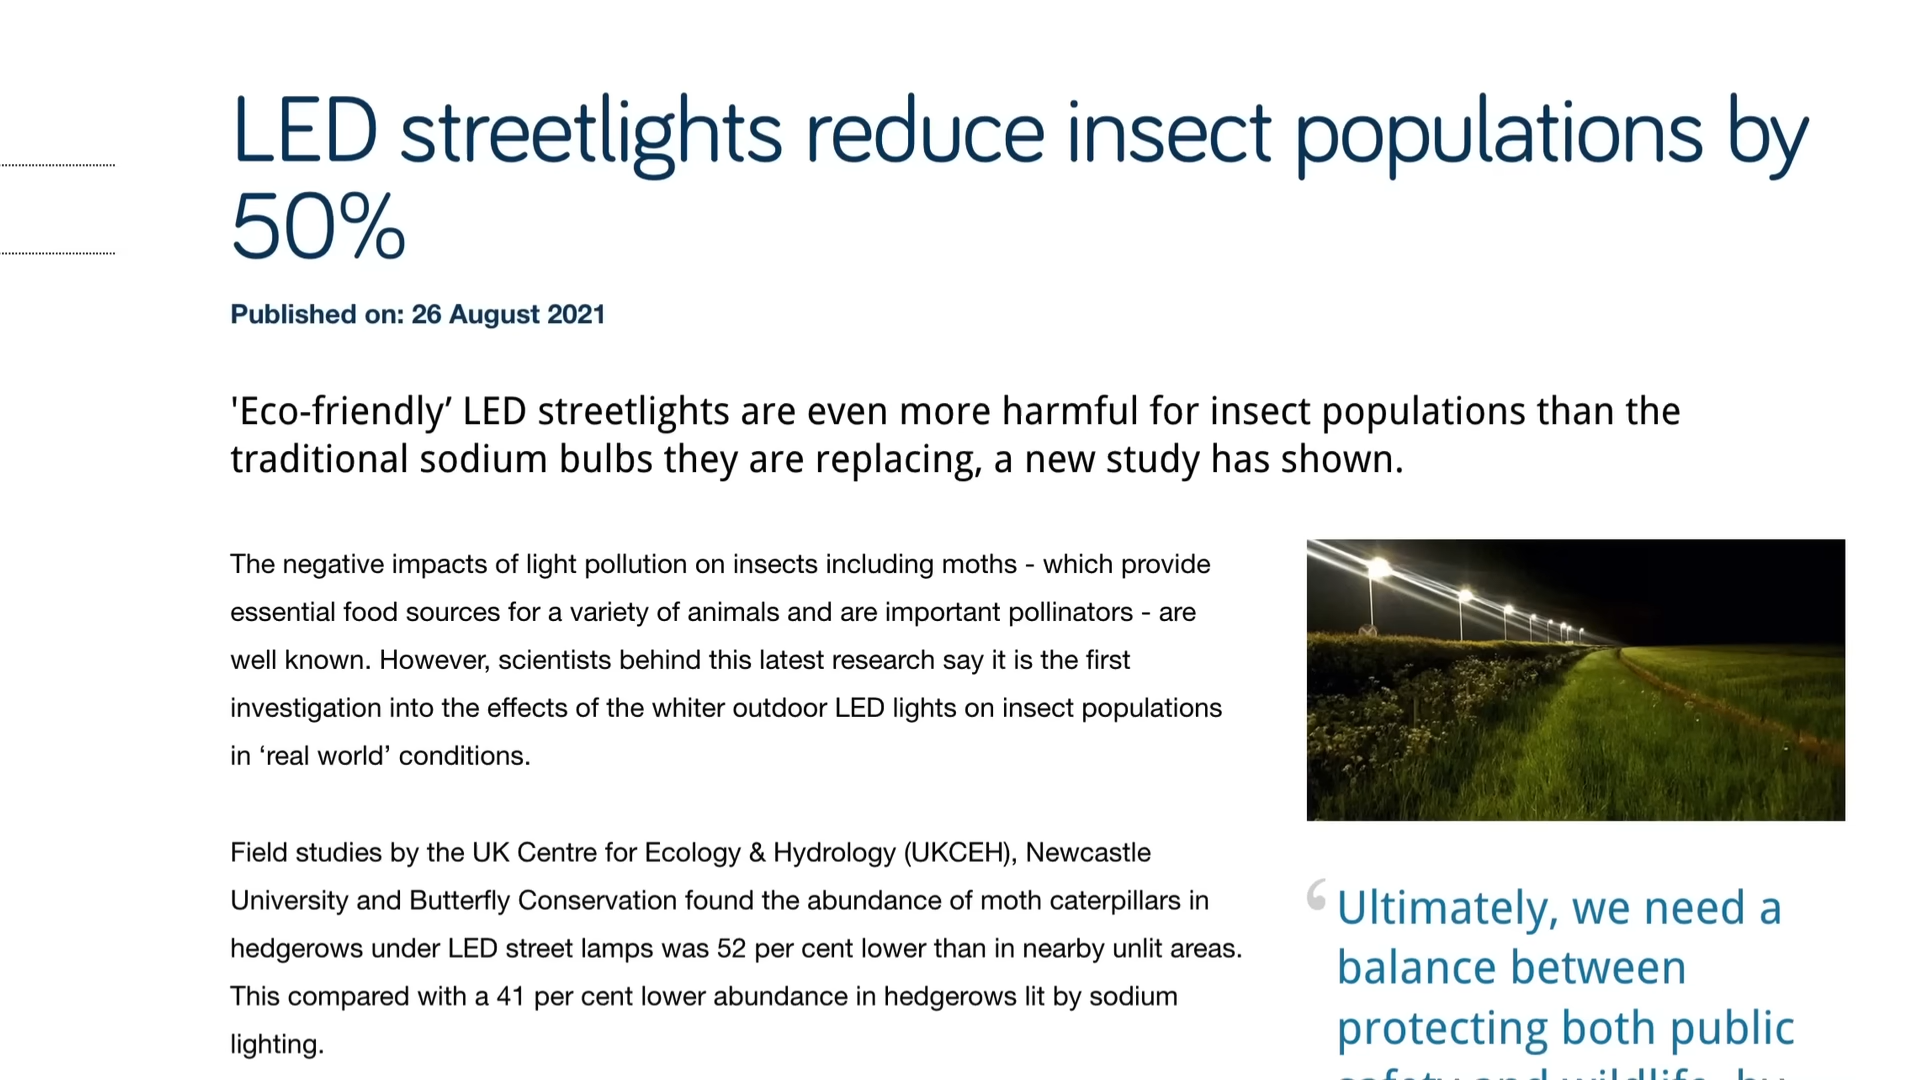 LED streetlights reduce insect populations by
50%
Published on: 26 August 2021
'Eco-friendly’ LED streetlights are even more harmful for insect populations than the
traditional sodium bulbs they are replacing, a new study has shown.
The negative impacts of light pollution on insects including moths - which provide
essential food sources for a variety of animals and are important pollinators - are
well known. However, scientists behind this latest research say it is the first
investigation into the effects of the whiter outdoor LED lights on insect populations
in ‘real world’ conditions.
Field studies by the UK Centre for Ecology & Hydrology (UKCEH), Newcastle
University and Butterfly Conservation found the abundance of moth caterpillars in
hedgerows under LED street lamps was 52 per cent lower than in nearby unlit areas.
This compared with a 41 per cent lower abundance in hedgerows lit by sodium
lighting.
‘Ultimately, we need a
balance between
protecting both public
safety and wildlife, by